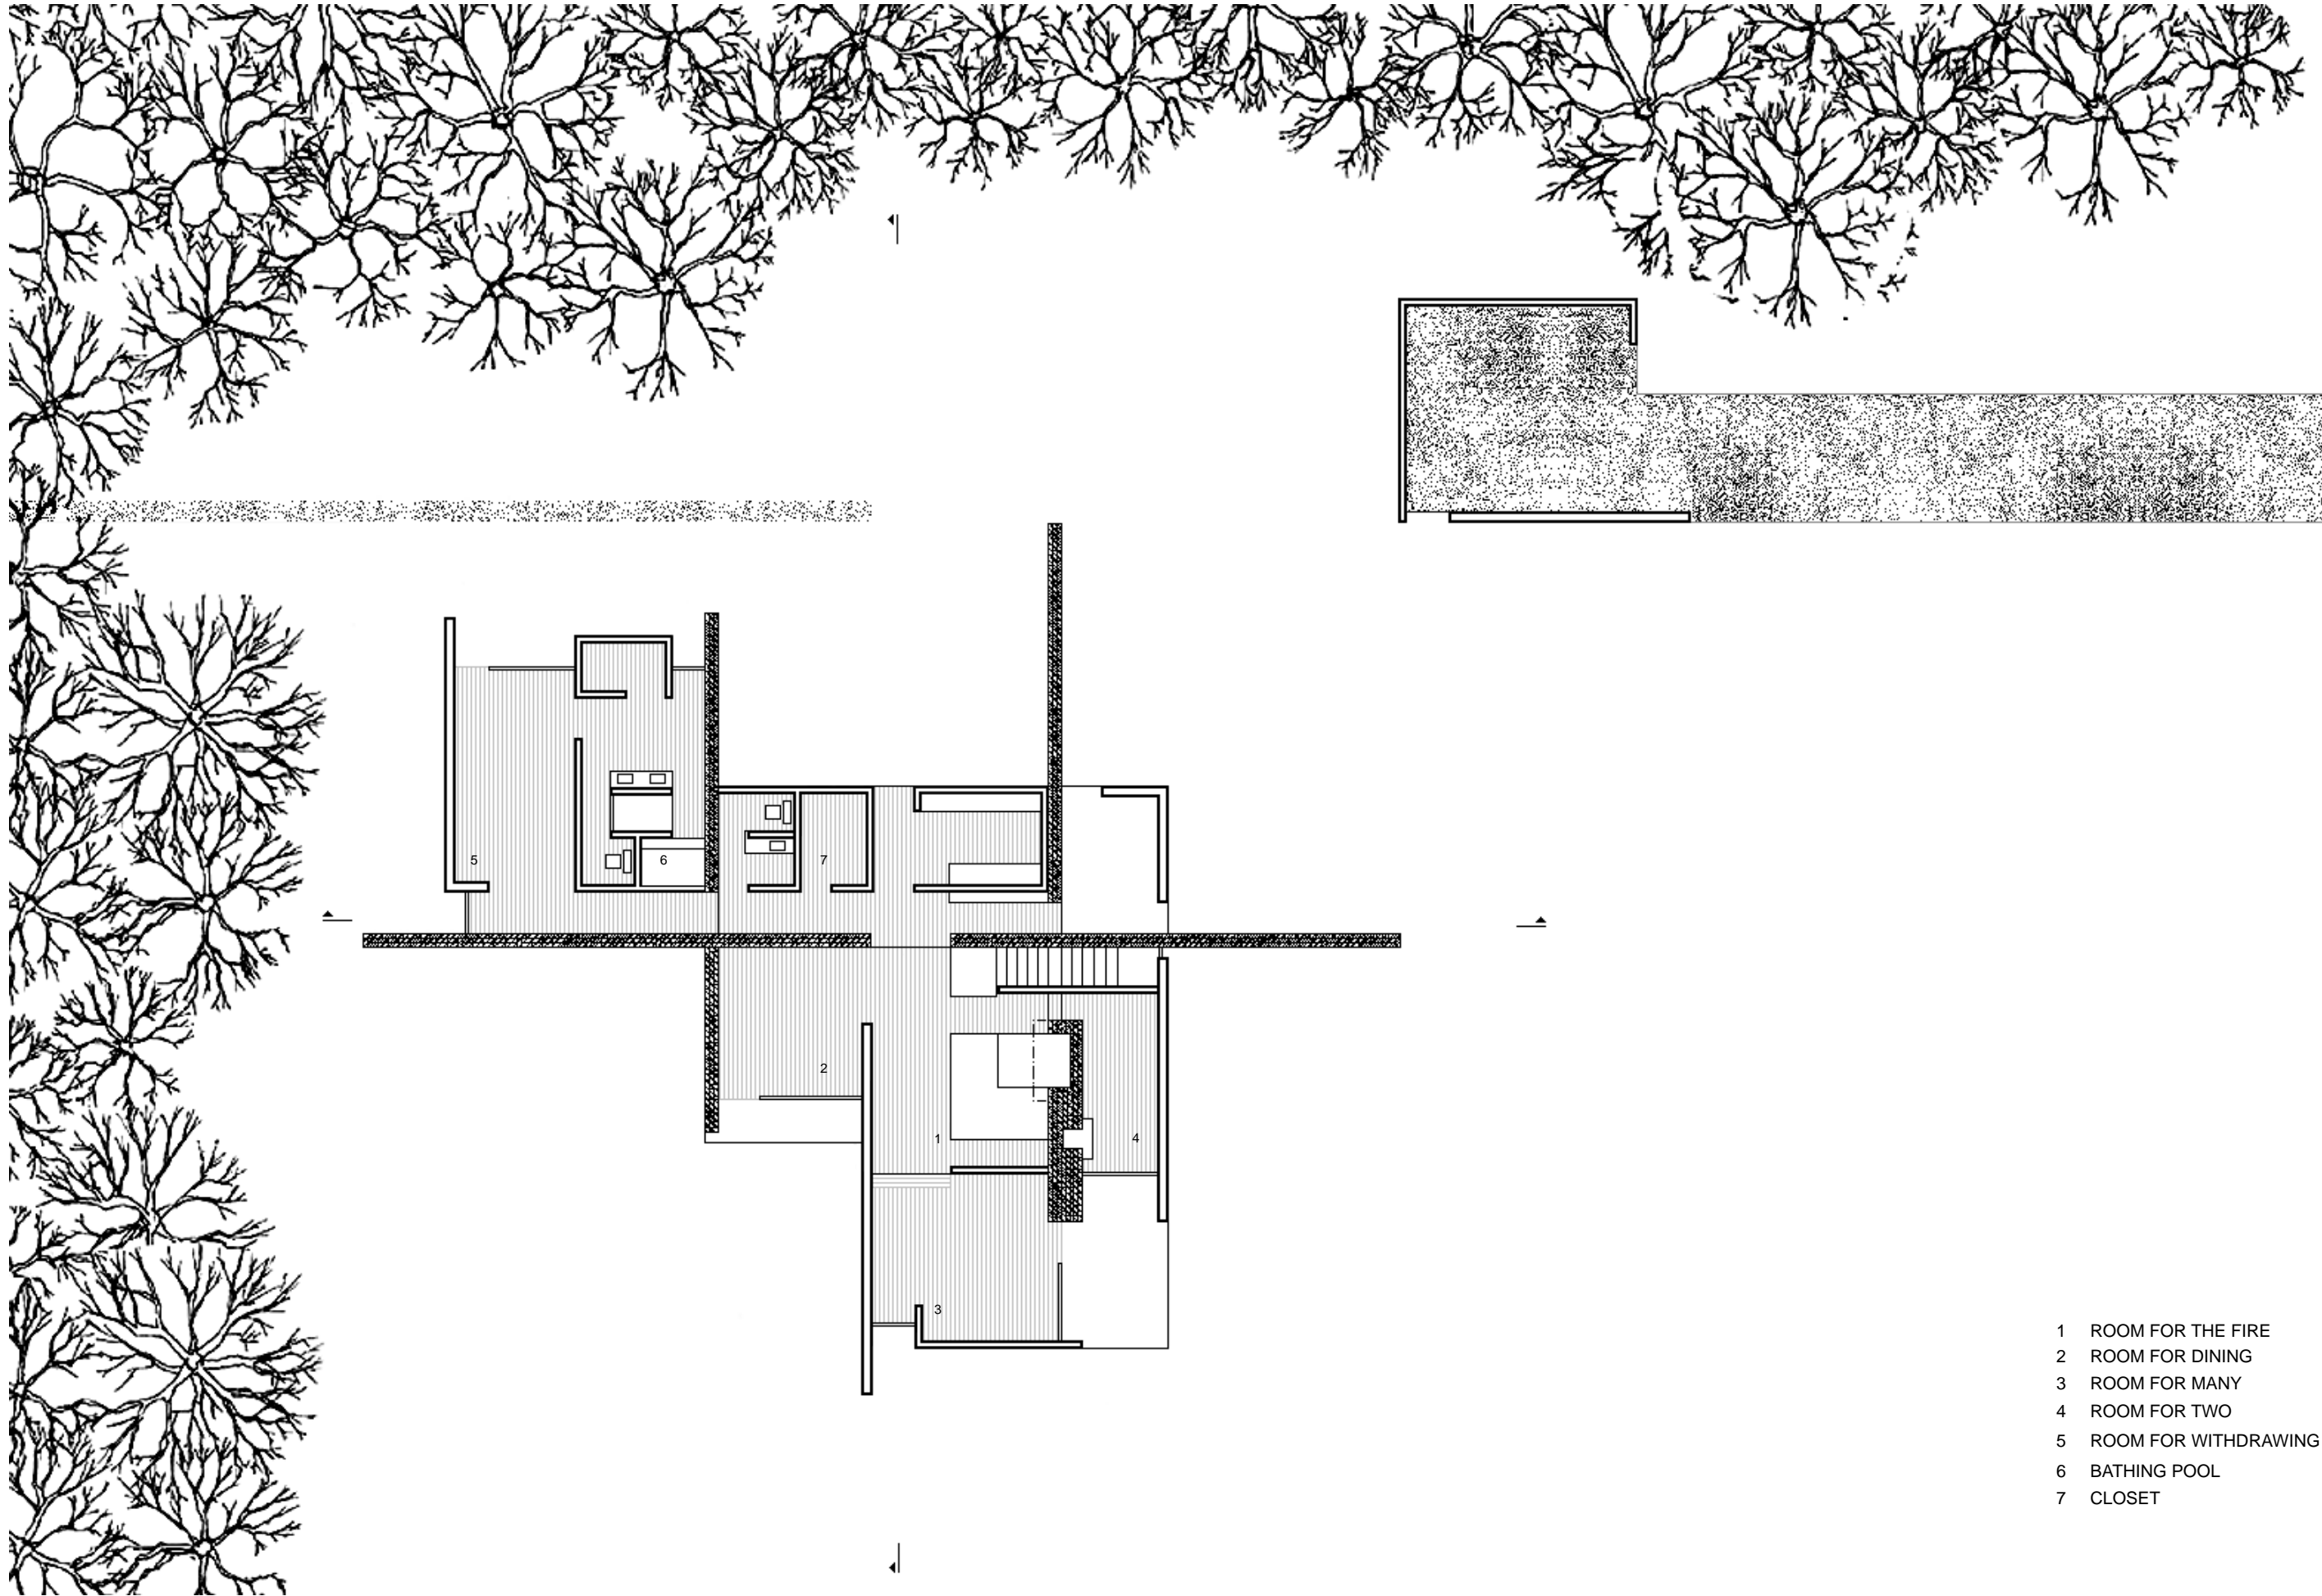 5
6
7
2
1
4
3
1 ROOM FOR THE FIRE
2 ROOM FOR DINING
3 ROOM FOR MANY
4 ROOM FOR TWO
5 ROOM FOR WITHDRAWING
6 BATHING POOL
7 CLOSET